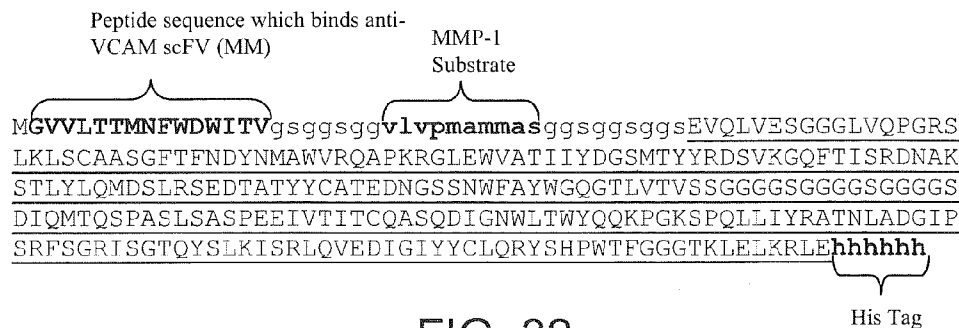 Peptide sequence which binds anti-
VCAM scFV (MM)
MMP-1
Substrate
MGVVLTTMNFWDWITVgsggsggvlvpmammasggsggsggsEVQLVESGGGLVQPGRS
LKLSCAASGFTFNDYNMAWVRQAPKRGLEWVATIIYDGSMTYYRDSVKGQFTISRDNAK
STLYLQMDSLRSEDTATYYCATEDNGSSNWFAYWGQGTLVTVSSGGGGSGGGGSGGGGS
DIQMTQSPASLSASPEEIVTITCQASQDIGNWLTWYQQKPGKSPQLLIYRATNLADGIP
SRFSGRISGTQYSLKISRLQVEDIGIYYCLQRYSHPWTFGGGTKLELKRLEhhhhhh
His Tag